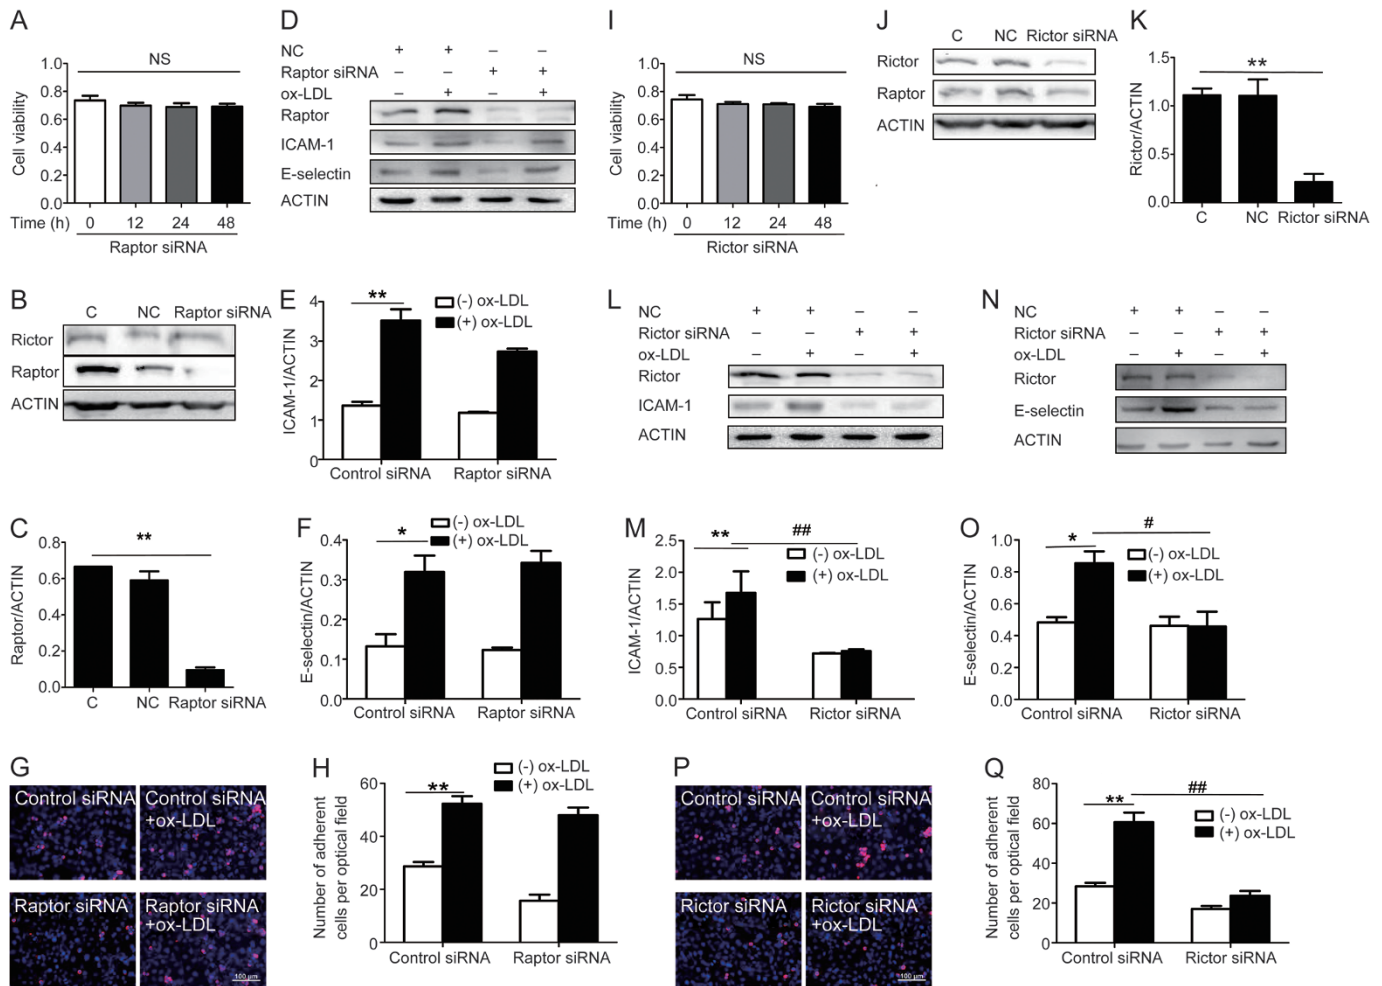 A
NS
Cell viability
1.0
0.8
0.6
0.4
0.2
0.0
Time (h) 0 12 24 48
Raptor siRNA
D
NC + + – –
Raptor siRNA – – + +
ox-LDL – + – +
Raptor
ICAM-1
E-selectin
ACTIN
I
NS
Cell viability
1.0
0.8
0.6
0.4
0.2
0.0
Time (h) 0 12 24 48
Rictor siRNA
J
C NC Rictor siRNA
Rictor
Raptor
ACTIN
K
**
Rictor/ACTIN
1.5
1.0
0.5
0.0
C NC Rictor siRNA
B
C NC Raptor siRNA
Rictor
Raptor
ACTIN
E
**
(-) ox-LDL
(+) ox-LDL
ICAM-1/ACTIN
4
3
2
1
0
Control siRNA Raptor siRNA
L
NC + + – –
Rictor siRNA – – + +
ox-LDL – + – +
Rictor
ICAM-1
ACTIN
N
NC + + – –
Rictor siRNA – – + +
ox-LDL – + – +
Rictor
E-selectin
ACTIN
C
**
Raptor/ACTIN
0.8
0.6
0.4
0.2
0.0
C NC Raptor siRNA
F
*
(-) ox-LDL
(+) ox-LDL
E-selectin/ACTIN
0.4
0.3
0.2
0.1
0.0
Control siRNA Raptor siRNA
M
** ##
(-) ox-LDL
(+) ox-LDL
ICAM-1/ACTIN
2.5
2.0
1.5
1.0
0.5
0.0
Control siRNA Rictor siRNA
O
* #
(-) ox-LDL
(+) ox-LDL
E-selectin/ACTIN
1.0
0.8
0.6
0.4
0.2
0.0
Control siRNA Rictor siRNA
G
Control siRNA
Control siRNA
+ox-LDL
Raptor siRNA
Raptor siRNA
+ox-LDL
100 μm
H
**
(-) ox-LDL
(+) ox-LDL
Number of adherent
cells per optical field
60
40
20
0
Control siRNA Raptor siRNA
P
Control siRNA
Control siRNA
+ox-LDL
Rictor siRNA
Rictor siRNA
+ox-LDL
100 μm
Q
** ##
(-) ox-LDL
(+) ox-LDL
Number of adherent
cells per optical field
80
60
40
20
0
Control siRNA Rictor siRNA